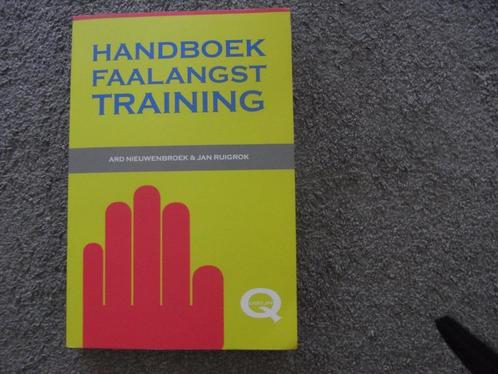 HANDBOEK
FAALANGST
TRAINING
ARD NIEUWENBROEK & JAN RUIGROK
Q